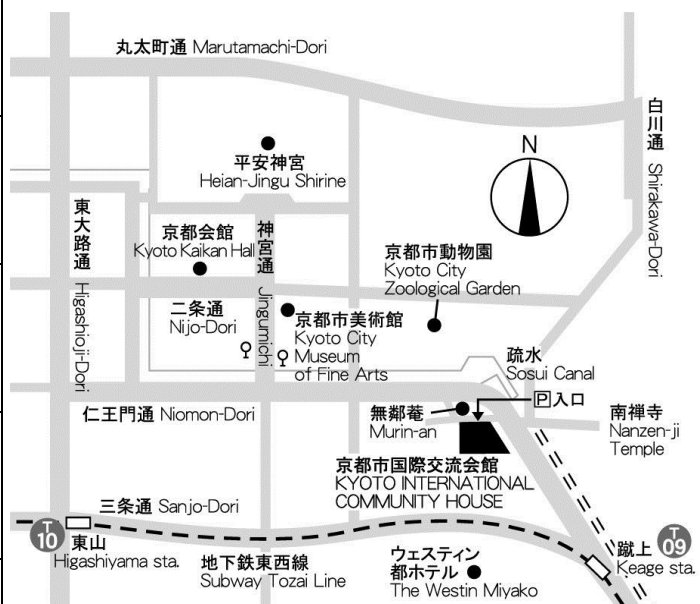 丸太町通 Marutamachi-Dori
白川通 Shirakawa-Dori
N
平安神宮
Heian-Jingu Shirine
東大路通 Higashioji-Dori
京都会館
Kyoto Kaikan Hall
神宮通 Jingumichi
京都市動物園
Kyoto City
Zoological Garden
二条通
Nijo-Dori
京都市美術館
Kyoto City
Museum
of Fine Arts
疏水
Sosui Canal
P入口
仁王門通 Niomon-Dori
無鄰菴
Murin-an
南禅寺
Nanzen-ji
Temple
京都市国際交流会館
KYOTO INTERNATIONAL
COMMUNITY HOUSE
三条通 Sanjo-Dori
T
10
東山
Higashiyama sta.
地下鉄東西線
Subway Tozai Line
ウェスティン
都ホテル
The Westin Miyako
蹴上
Keage sta.
T
09